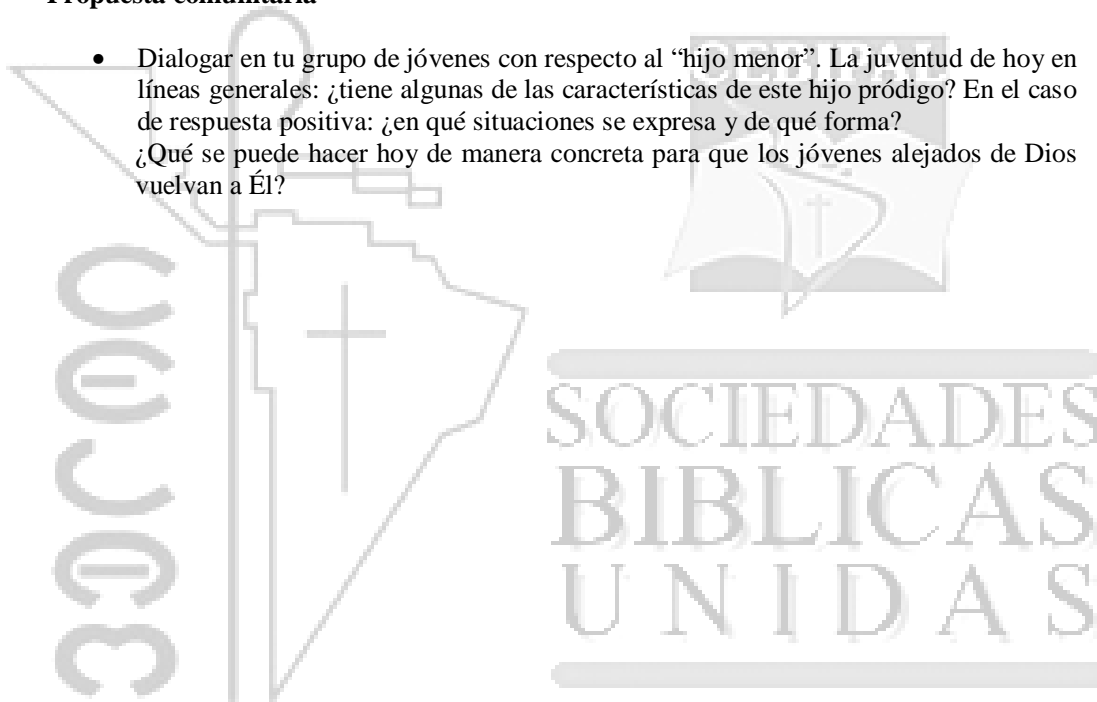 Propuesta comunitaria
• Dialogar en tu grupo de jóvenes con respecto al “hijo menor”. La juventud de hoy en
líneas generales: ¿tiene algunas de las características de este hijo pródigo? En el caso
de respuesta positiva: ¿en qué situaciones se expresa y de qué forma?
¿Qué se puede hacer hoy de manera concreta para que los jóvenes alejados de Dios
vuelvan a Él?
SOCIEDADES
BIBLICAS
UNIDAS